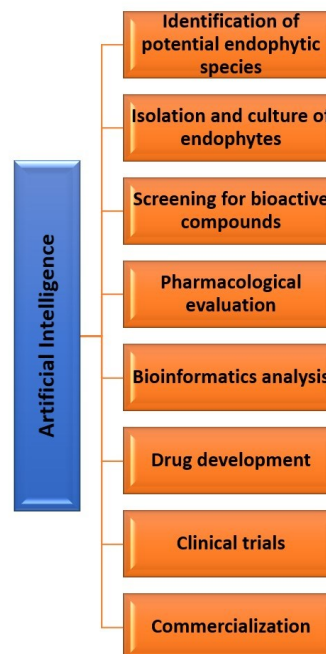 Artificial Intelligence
Identification of
potential endophytic
species
Isolation and culture of
endophytes
Screening for bioactive
compounds
Pharmacological
evaluation
Bioinformatics analysis
Drug development
Clinical trials
Commercialization